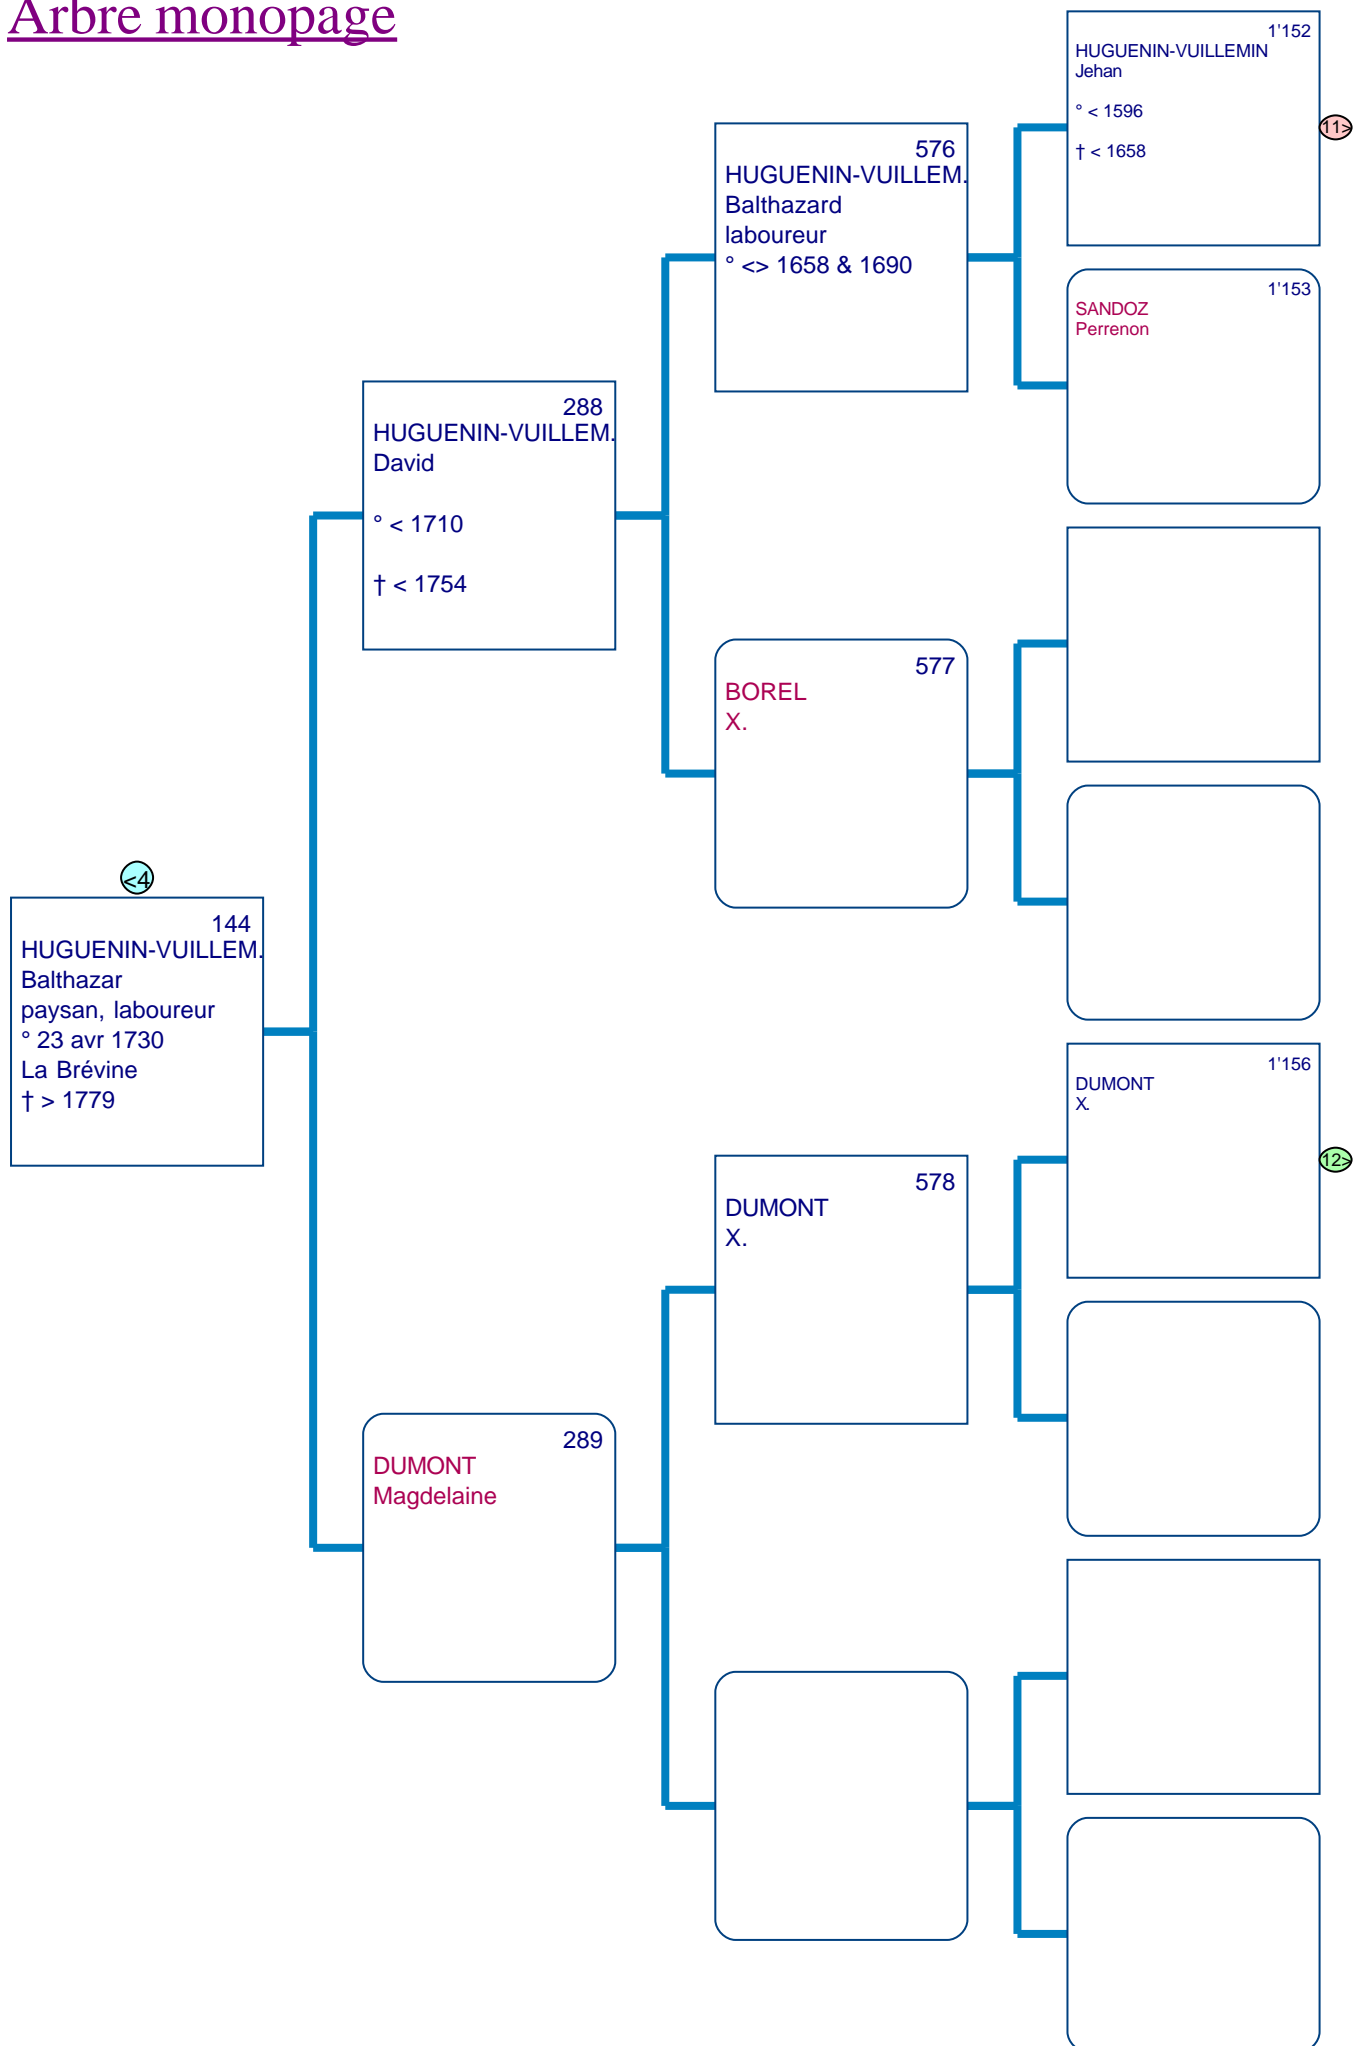 Arbre monopage
1'152
HUGUENIN-VUILLEMIN
Jehan
° < 1596
† < 1658
11>
576
HUGUENIN-VUILLEM.
Balthazard
laboureur
° <> 1658 & 1690
1'153
SANDOZ
Perrenon
288
HUGUENIN-VUILLEM.
David
° < 1710
† < 1754
577
BOREL
X.
<4
144
HUGUENIN-VUILLEM.
Balthazar
paysan, laboureur
° 23 avr 1730
La Brévine
† > 1779
1'156
DUMONT
X.
12>
578
DUMONT
X.
289
DUMONT
Magdelaine